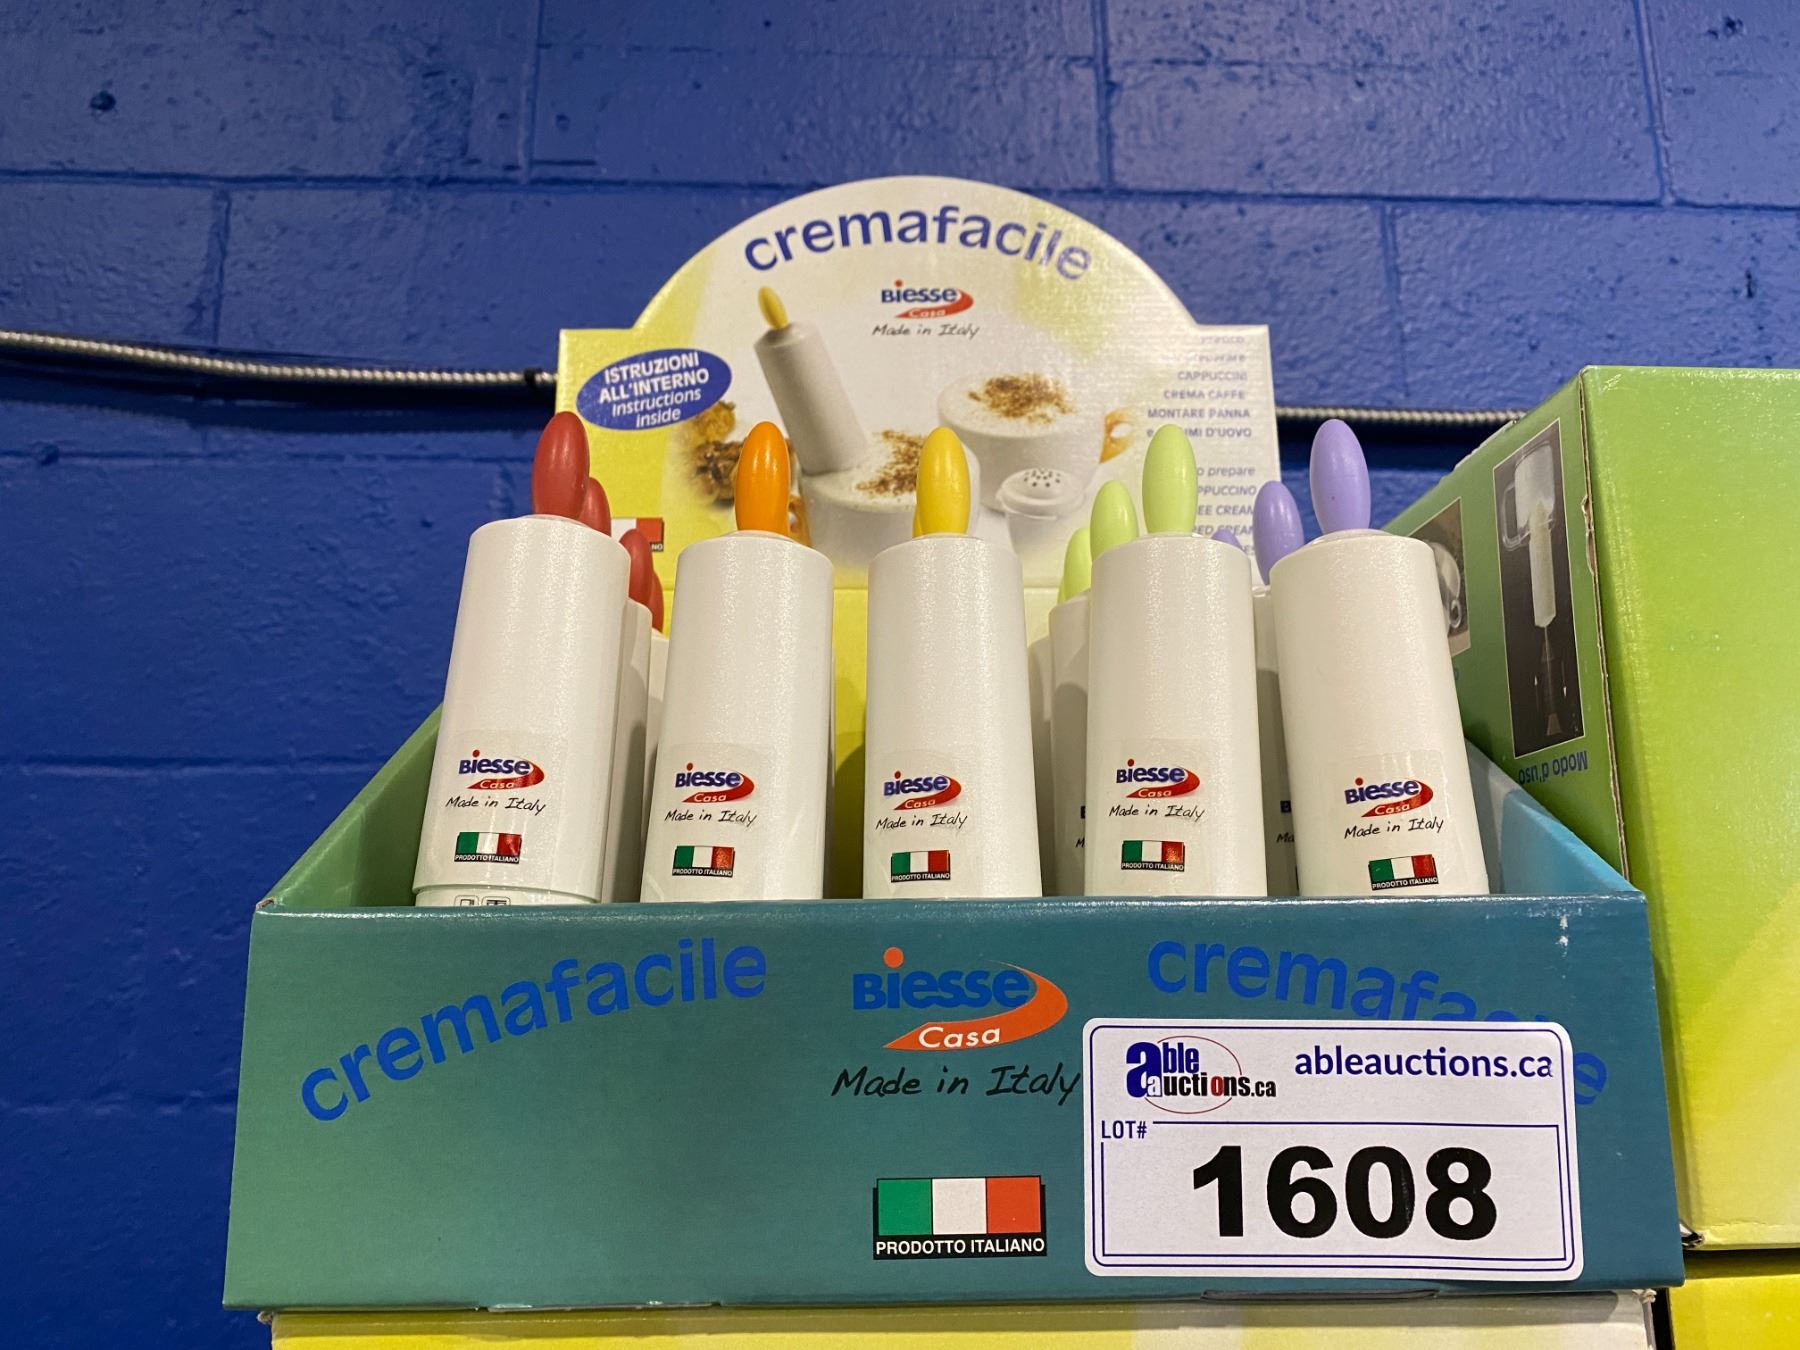 cremafacile
Biesse
Casa
Made in Italy
ISTRUZIONI
ALL'INTERNO
Instructions
inside
CAPPUCCINI
CREMA CAFFE
MONTARE PANNA
D'UOVO
prepare
Biesse
Casa
Made in Italy
PRODOTTO ITALIANO
Biesse
Casa
Made in Italy
PRODOTTO ITALIANO
Biesse
Casa
Made in Italy
PRODOTTO ITALIANO
Biesse
Casa
Made in Italy
PRODOTTO ITALIANO
Biesse
Casa
Made in Italy
PRODOTTO ITALIANO
Modo d'uso
cremafacile
Biesse
Casa
Made in Italy
PRODOTTO ITALIANO
cremafacile
able auctions.ca
ableauctions.ca
LOT#
1608